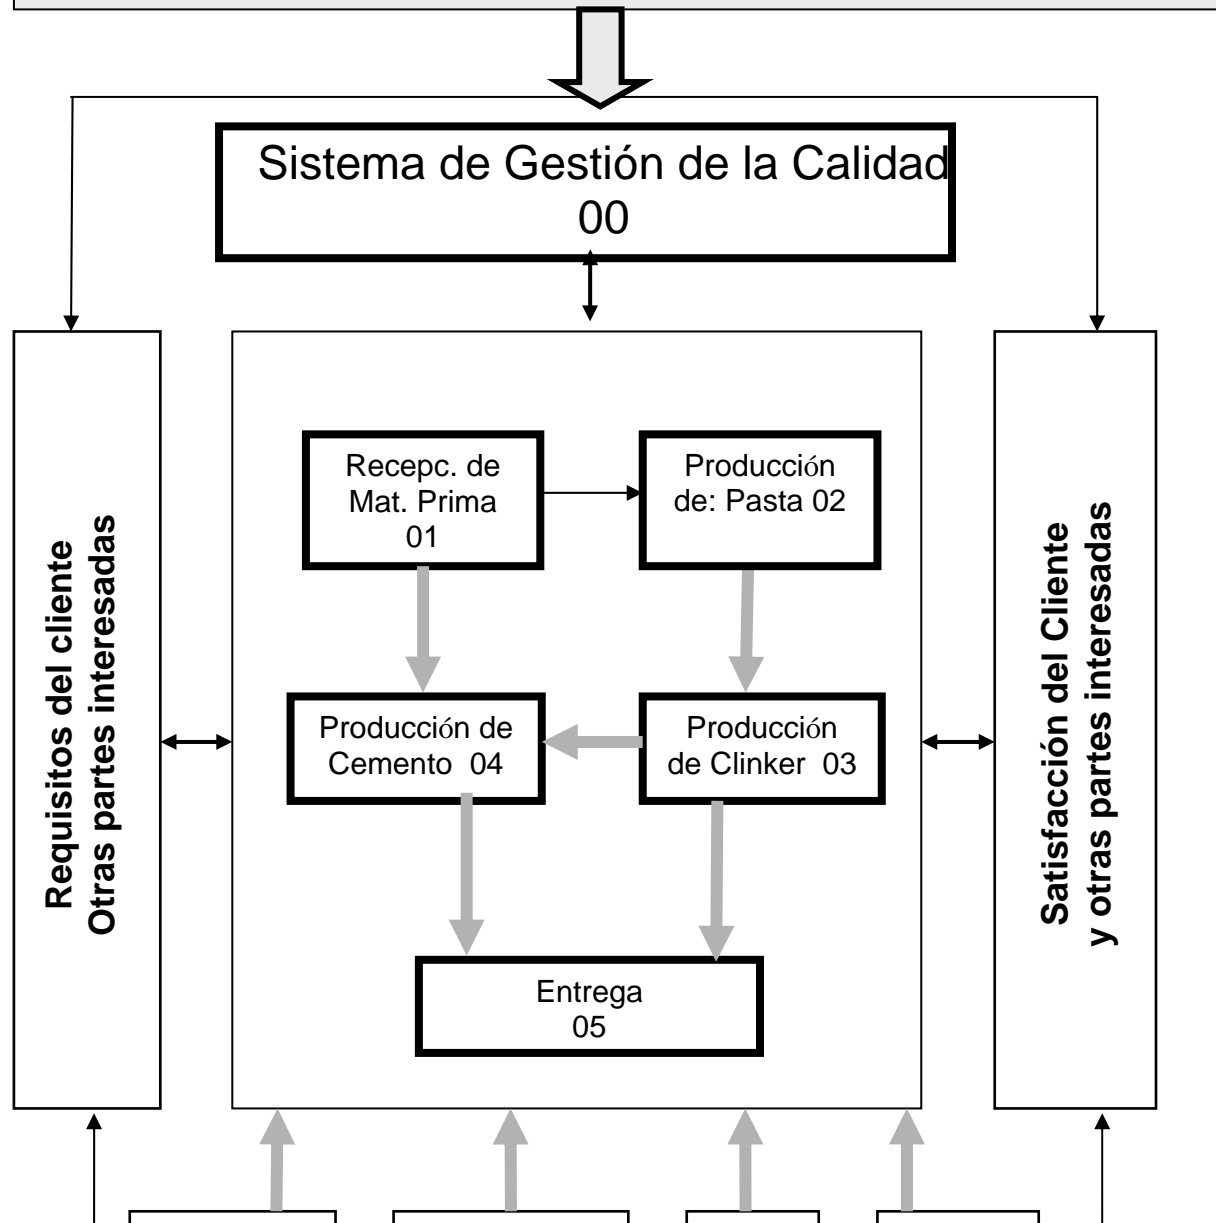 Sistema de Gestión de la Calidad
00
Requisitos del cliente
Otras partes interesadas
Recepc. de
Mat. Prima
01
Producción
de: Pasta 02
Producción de
Cemento  04
Producción
de Clinker  03
Entrega
05
Satisfacción del Cliente
y otras partes interesadas